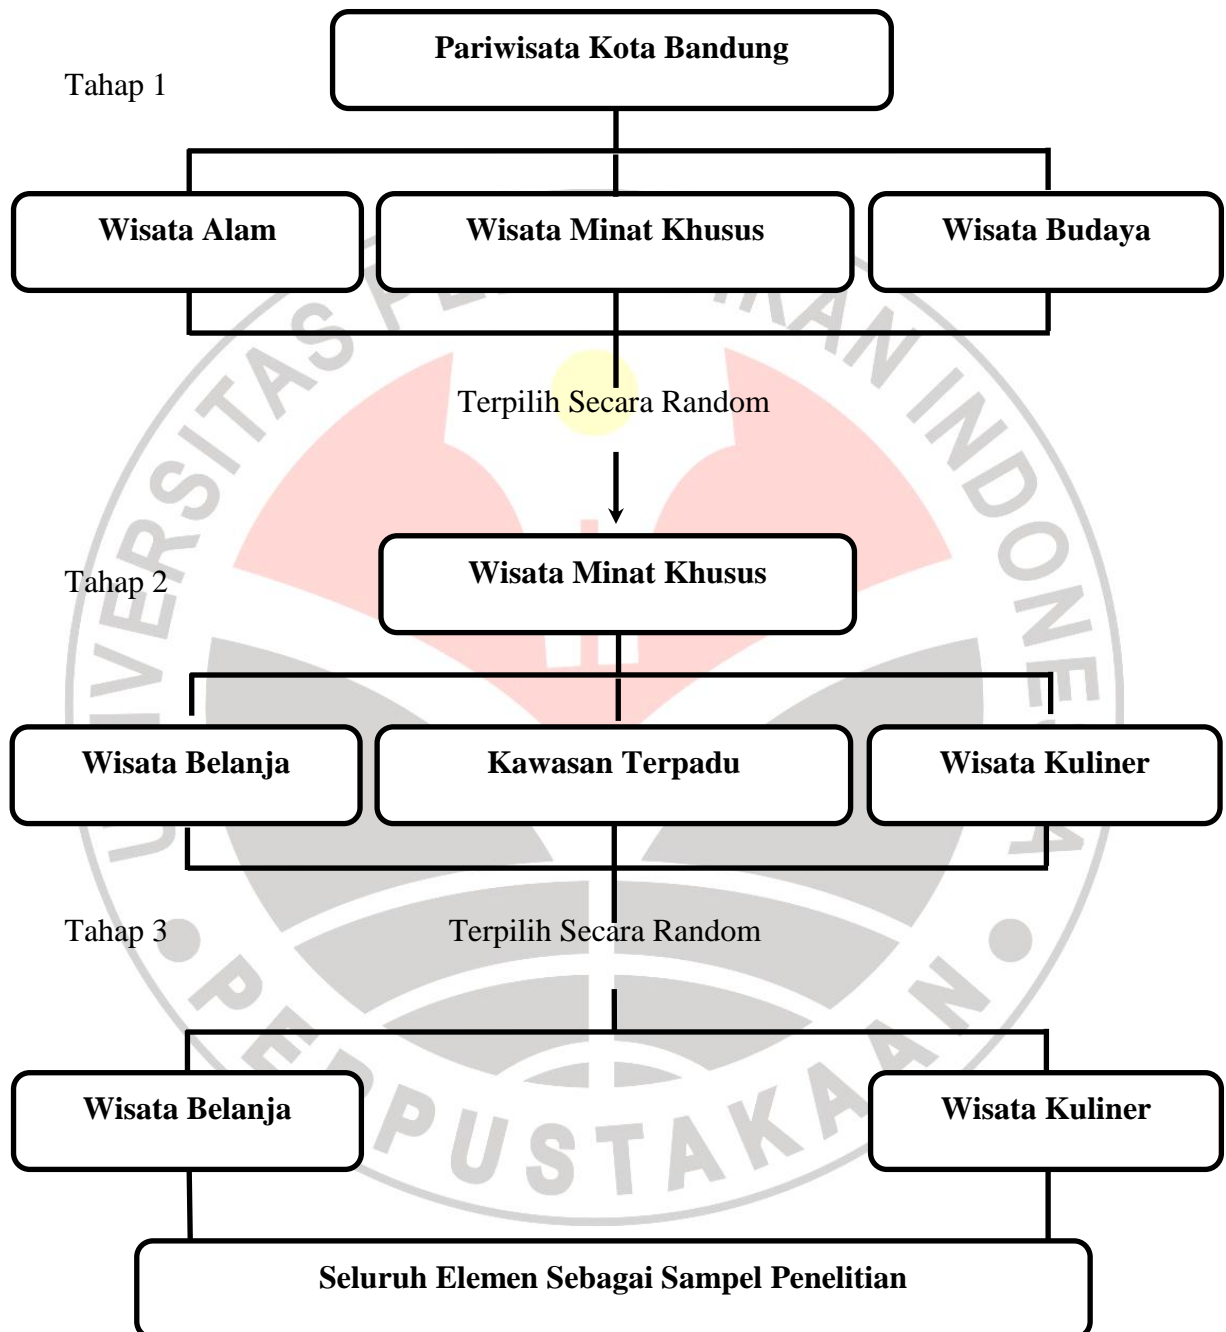 Pariwisata Kota Bandung
Tahap 1
Wisata Alam
Wisata Minat Khusus
Wisata Budaya
Terpilih Secara Random
Wisata Minat Khusus
Tahap 2
Wisata Belanja
Kawasan Terpadu
Wisata Kuliner
Tahap 3
Terpilih Secara Random
Wisata Belanja
Wisata Kuliner
Seluruh Elemen Sebagai Sampel Penelitian
PERPUSTAKAAN